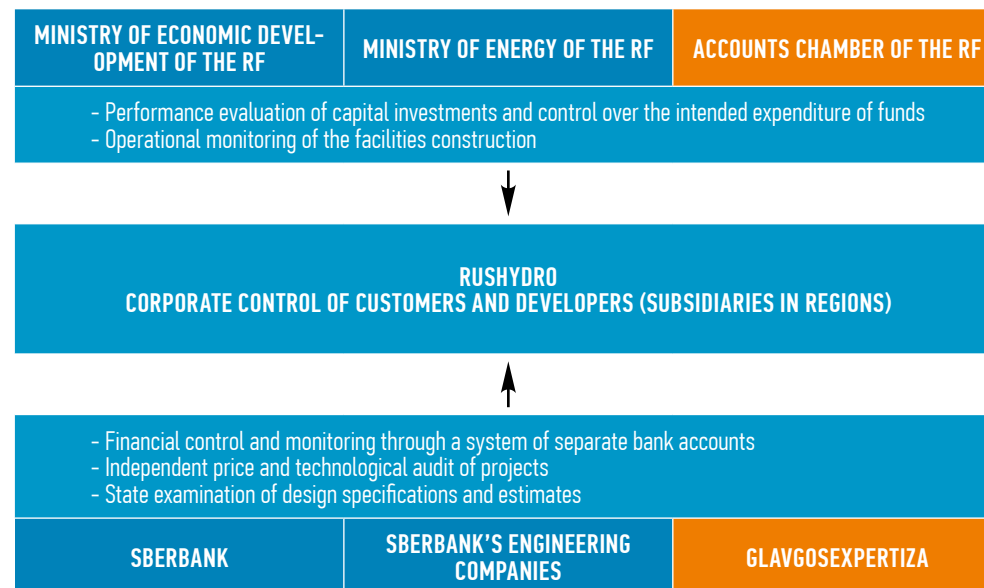 MINISTRY OF ECONOMIC DEVEL-
OPMENT OF THE RF
MINISTRY OF ENERGY OF THE RF
ACCOUNTS CHAMBER OF THE RF
- Performance evaluation of capital investments and control over the intended expenditure of funds
- Operational monitoring of the facilities construction
RUSHYDRO
CORPORATE CONTROL OF CUSTOMERS AND DEVELOPERS (SUBSIDIARIES IN REGIONS)
- Financial control and monitoring through a system of separate bank accounts
- Independent price and technological audit of projects
- State examination of design specifications and estimates
SBERBANK
SBERBANK'S ENGINEERING
COMPANIES
GLAVGOSEXPERTIZA